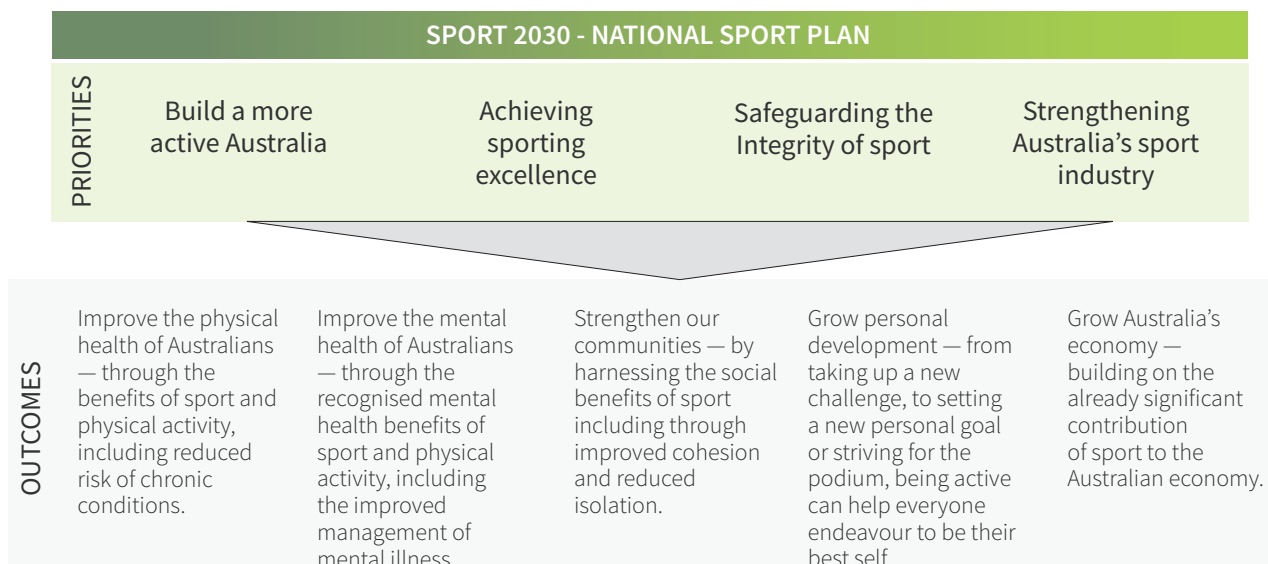 SPORT 2030 - NATIONAL SPORT PLAN
PRIORITIES
Build a more
active Australia
Achieving
sporting
excellence
Safeguarding the
Integrity of sport
Strengthening
Australia’s sport
industry
OUTCOMES
Improve the physical
health of Australians
— through the
benefits of sport and
physical activity,
including reduced
risk of chronic
conditions.
Improve the mental
health of Australians
— through the
recognised mental
health benefits of
sport and physical
activity, including
the improved
management of
mental illness
Strengthen our
communities — by
harnessing the social
benefits of sport
including through
improved cohesion
and reduced
isolation.
Grow personal
development — from
taking up a new
challenge, to setting
a new personal goal
or striving for the
podium, being active
can help everyone
endeavour to be their
best self
Grow Australia’s
economy —
building on the
already significant
contribution
of sport to the
Australian economy.